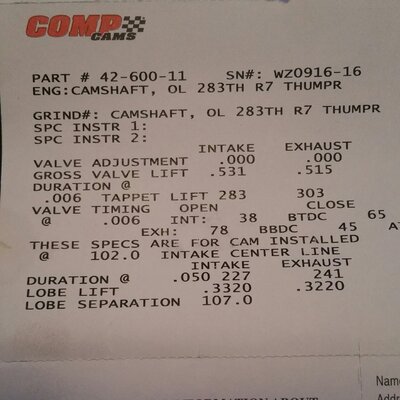 COMP
CAMS
PART # 42-600-11 SN#: WZ0916-16
ENG:CAMSHAFT, OL 283TH R7 THUMPR
GRIND#: CAMSHAFT, OL 283TH R7 THUMPR
SPC INSTR 1:
SPC INSTR 2:
INTAKE EXHAUST
VALVE ADJUSTMENT .000 .000
GROSS VALVE LIFT .531 .515
DURATION @
.006 TAPPET LIFT 283 303
VALVE TIMING OPEN CLOSE
@ .006 INT: 38 BTDC 65
EXH: 78 BBDC 45
THESE SPECS ARE FOR CAM INSTALLED
@ 102.0 INTAKE CENTER LINE
INTAKE EXHAUST
DURATION @ .050 227 241
LOBE LIFT .3320 .3220
LOBE SEPARATION 107.0
Name